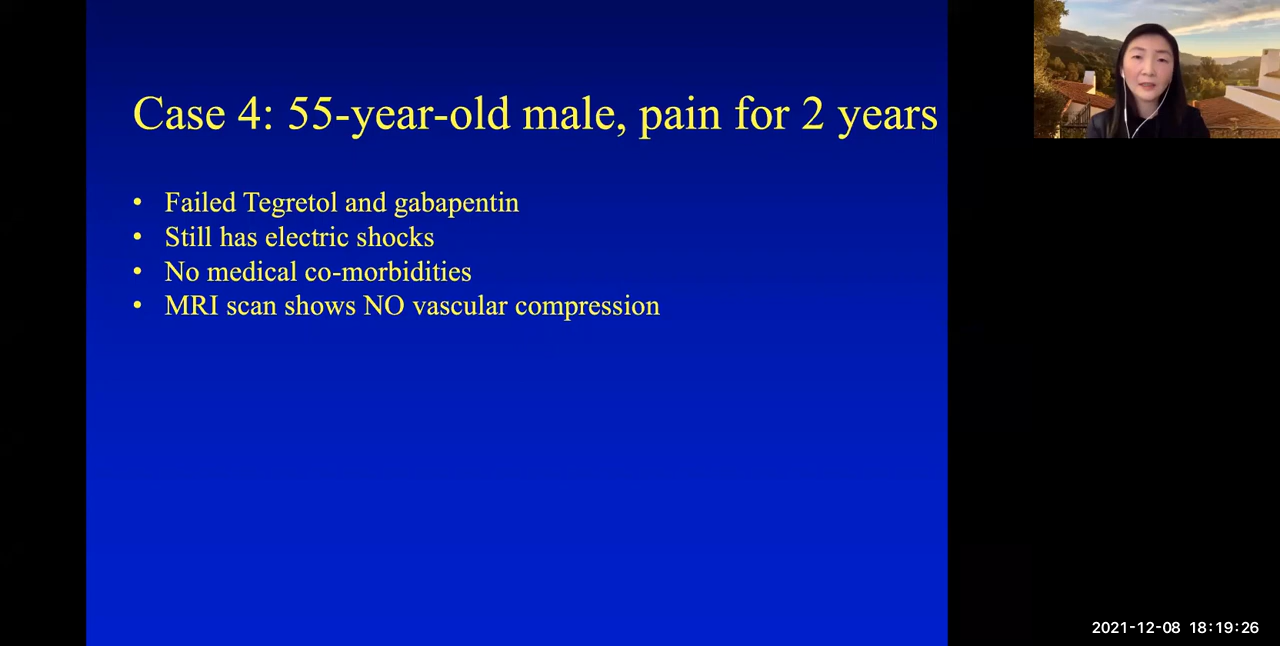 Case 4: 55-year-old male, pain for 2 years
• Failed Tegretol and gabapentin
• Still has electric shocks
• No medical co-morbidities
• MRI scan shows NO vascular compression
2021-12-08 18:19:26